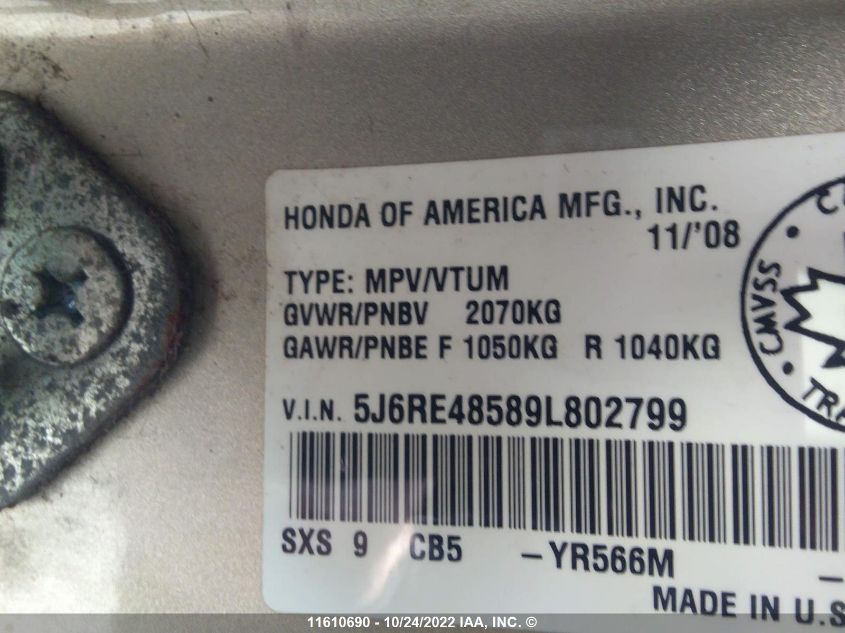 HONDA OF AMERICA MFG., INC.
11/'08
TYPE: MPV/VTUM
GVWR/PNBV 2070KG
GAWR/PNBE F 1050KG R 1040KG
CMVSS
V.I.N. 5J6RE48589L802799
SXS 9 CB5 -YR566M -
MADE IN U.S
11610690 - 10/24/2022 IAA, INC. ©